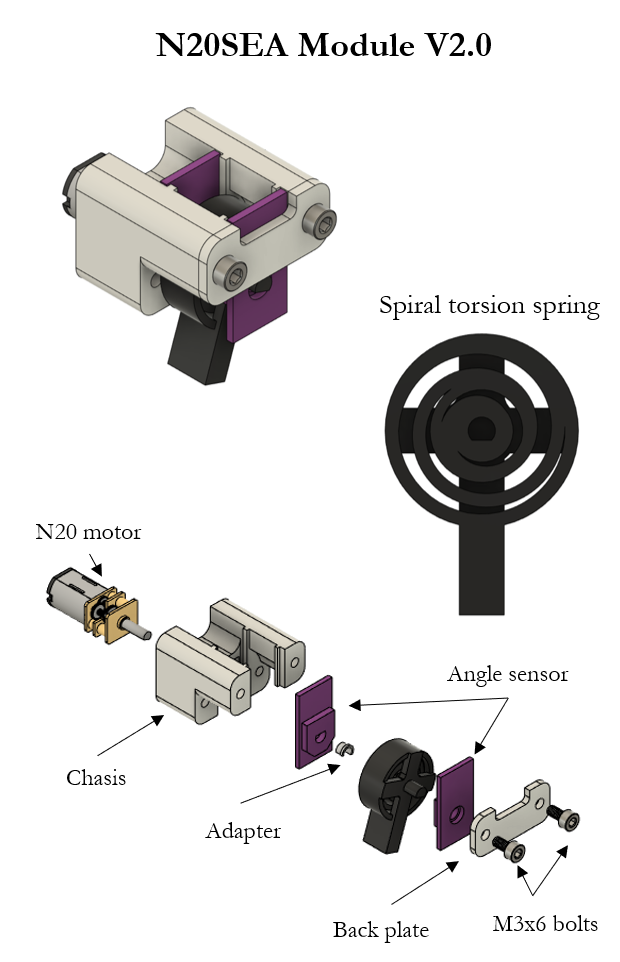 N20SEA Module V2.0
Spiral torsion spring
N20 motor
Angle sensor
Chasis
Adapter
Back plate
M3x6 bolts